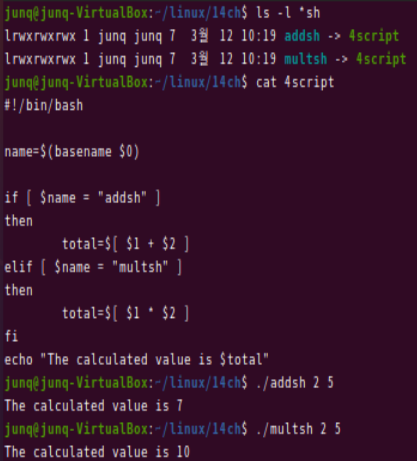 junq@junq-VirtualBox:~/linux/14ch$ ls -l *sh
lrwxrwxrwx 1 junq junq 7  3월  12 10:19 addsh -> 4script
lrwxrwxrwx 1 junq junq 7  3월  12 10:19 multsh -> 4script
junq@junq-VirtualBox:~/linux/14ch$ cat 4script
#!/bin/bash

name=$(basename $0)

if [ $name = "addsh" ]
then
        total=$[ $1 + $2 ]
elif [ $name = "multsh" ]
then
        total=$[ $1 * $2 ]
fi
echo "The calculated value is $total"
junq@junq-VirtualBox:~/linux/14ch$ ./addsh 2 5
The calculated value is 7
junq@junq-VirtualBox:~/linux/14ch$ ./multsh 2 5
The calculated value is 10